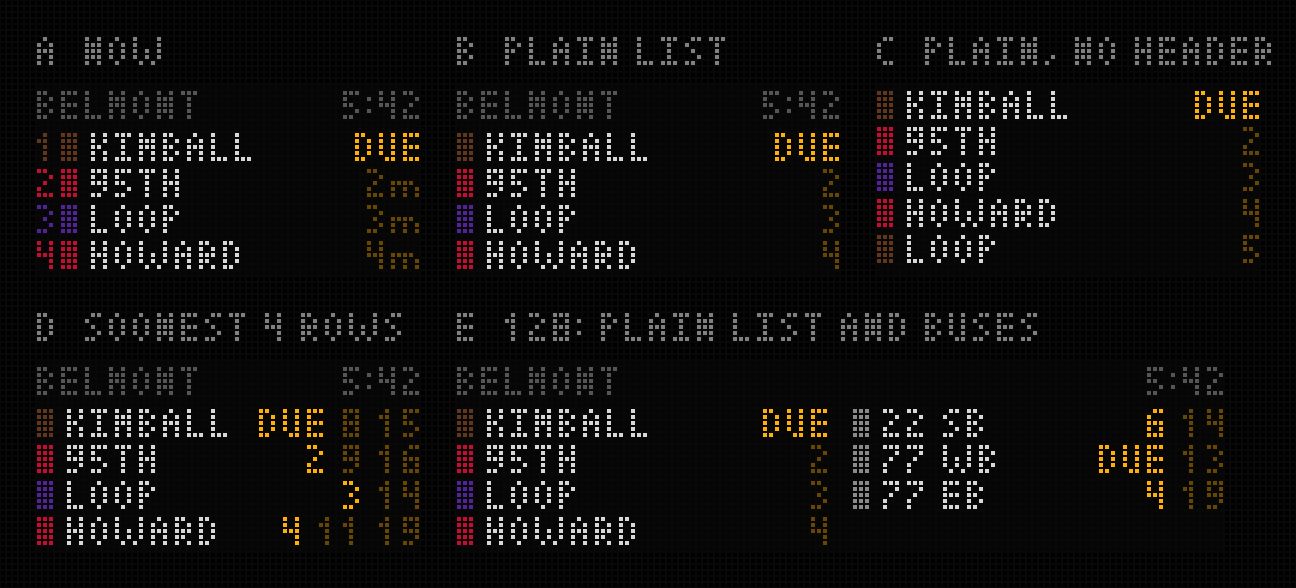 A NOW
BELMONT 5:42
1 KIMBALL DUE
2 95TH 2m
3 LOOP 3m
4 HOWARD 4m
B PLAIN LIST
BELMONT 5:42
KIMBALL DUE
95TH 2
LOOP 3
HOWARD 4
C PLAIN, NO HEADER
KIMBALL DUE
95TH 2
LOOP 3
HOWARD 4
LOOP 5
D SOONEST 4 ROWS
BELMONT 5:42
KIMBALL DUE 8 15
95TH 2 9 16
LOOP 3 14
HOWARD 4 11 19
E 128: PLAIN LIST AND BUSES
BELMONT 5:42
KIMBALL DUE 22 SB 6 14
95TH 2 77 WB DUE 13
LOOP 3 77 EB 4 19
HOWARD 4